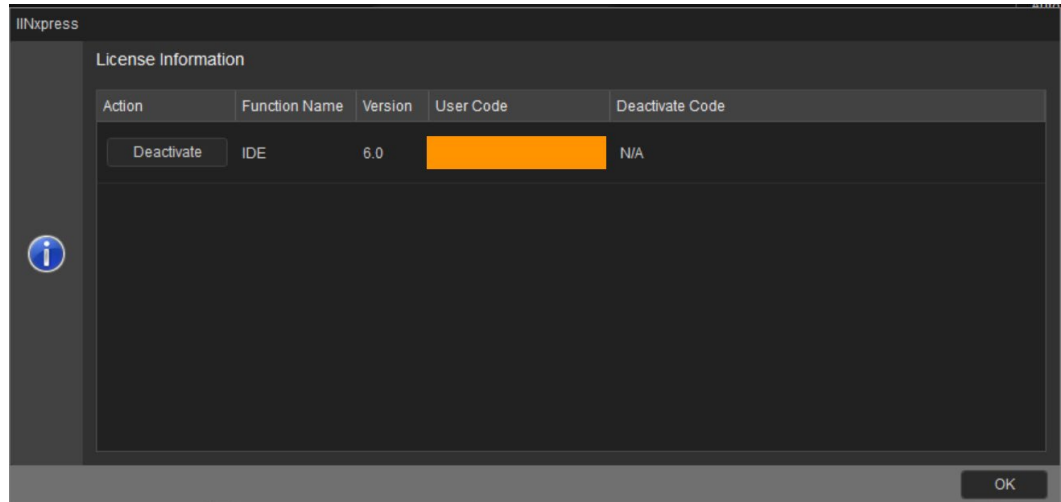 IINxpress
License Information
Action Function Name Version User Code Deactivate Code
Deactivate IDE 6.0 N/A
OK